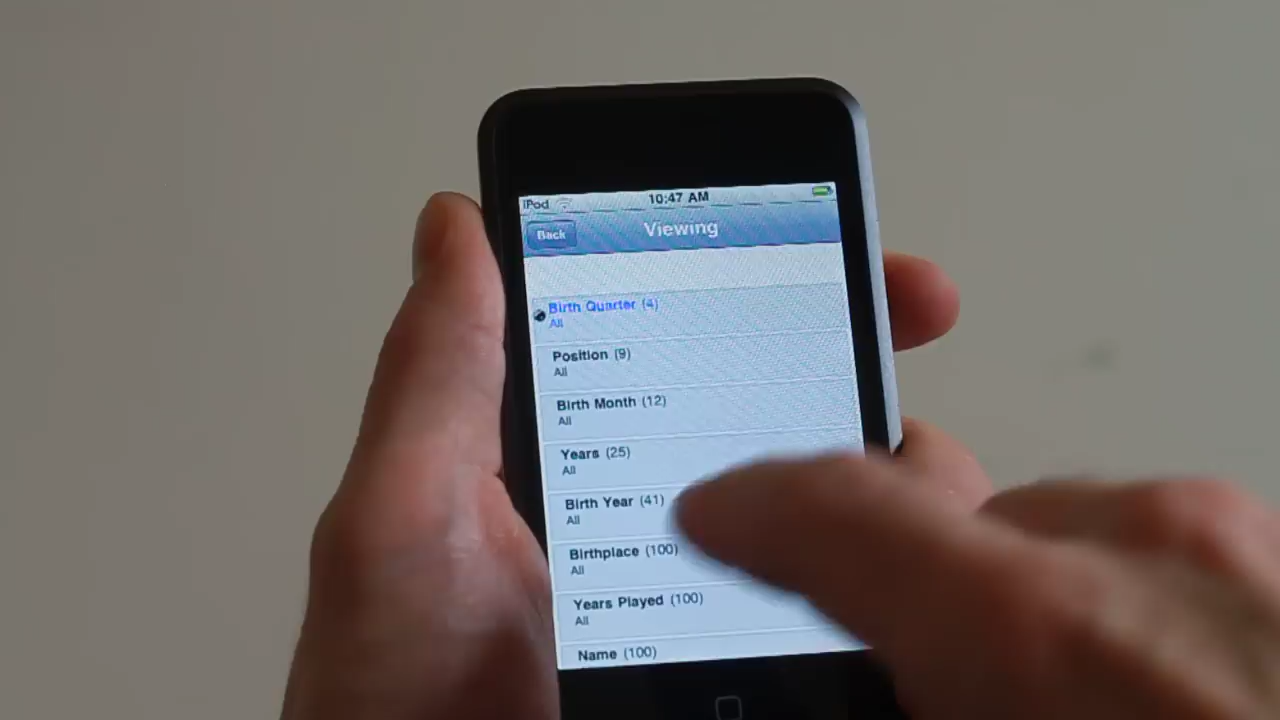 iPod 10:47 AM
Back Viewing
Birth Quarter (4)
All
Position (9)
All
Birth Month (12)
All
Years (25)
All
Birth Year (41)
All
Birthplace (100)
All
Years Played (100)
All
Name (100)